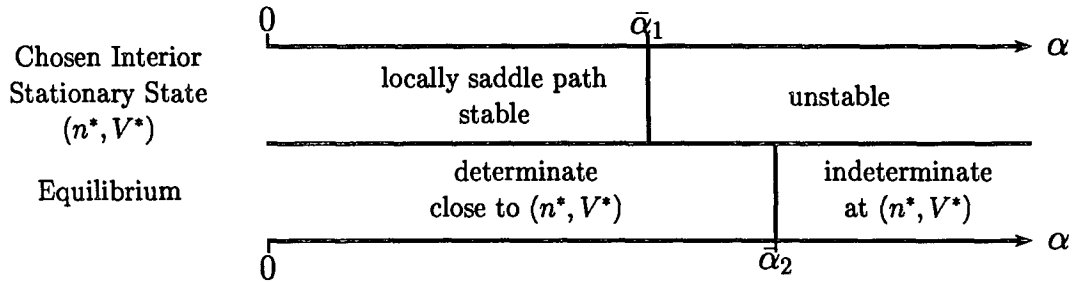 0
ᾱ₁
α
Chosen Interior
Stationary State
(n*, V*)
locally saddle path
stable
unstable
Equilibrium
determinate
close to (n*, V*)
indeterminate
at (n*, V*)
0
ᾱ₂
α